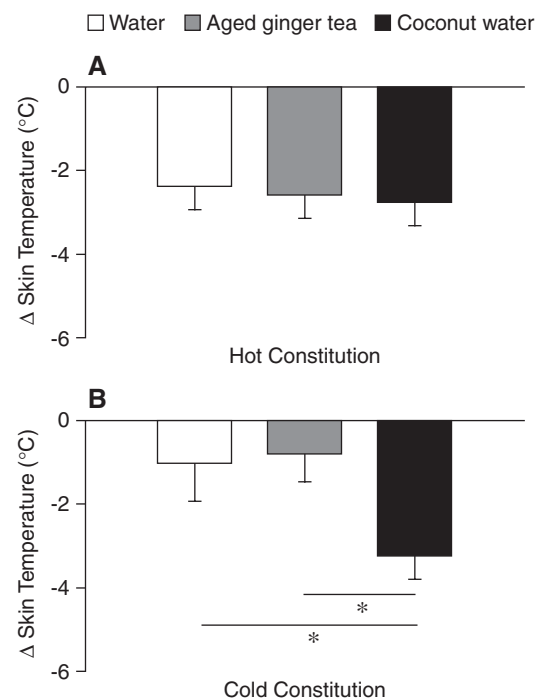 Water Aged ginger tea Coconut water
A
0
-2
-4
-6
Δ Skin Temperature (°C)
Hot Constitution
B
0
-2
-4
-6
Δ Skin Temperature (°C)
*
*
Cold Constitution